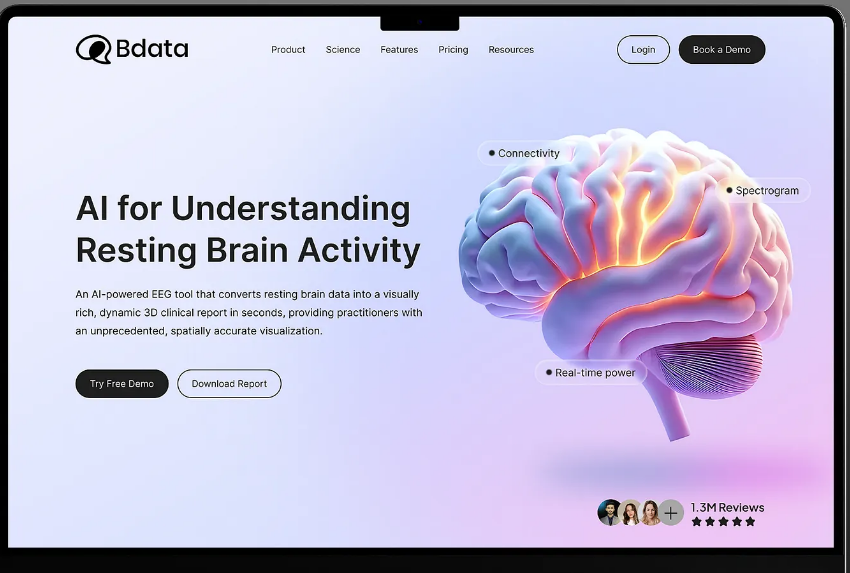 Bdata
Product
Science
Features
Pricing
Resources
Login
Book a Demo
Connectivity
Spectrogram
AI for Understanding
Resting Brain Activity
An AI-powered EEG tool that converts resting brain data into a visually
rich, dynamic 3D clinical report in seconds, providing practitioners with
an unprecedented, spatially accurate visualization.
Real-time power
Try Free Demo
Download Report
1.3M Reviews